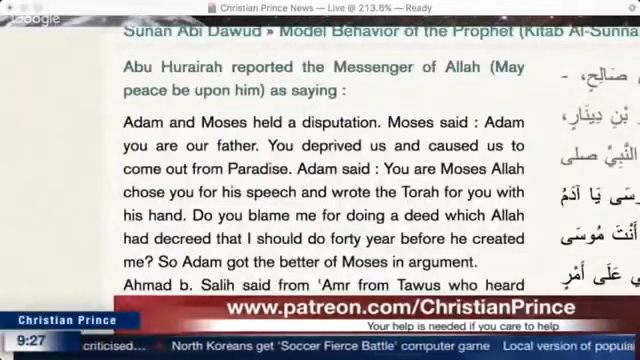 Christian Prince News — Live @ 213.6% — Ready
Google
Sunan Abi Dawud » Model Behavior of the Prophet (Kitab Al-Sunna
Abu Hurairah reported the Messenger of Allah (May
peace be upon him) as saying :
صَالِحٍ، -
بْنِ دِينَارٍ،
النَّبِيِّ صلى
Adam and Moses held a disputation. Moses said : Adam
you are our father. You deprived us and caused us to
come out from Paradise. Adam said : You are Moses Allah
chose you for his speech and wrote the Torah for you with
his hand. Do you blame me for doing a deed which Allah
had decreed that I should do forty year before he created
me? So Adam got the better of Moses in argument.
Ahmad b. Salih said from 'Amr from Tawus who heard
يَا آدَمُ
أَنْتَ مُوسَى
عَلَى أَمْرٍ
www.patreon.com/ChristianPrince
Your help is needed if you care to help
Christian Prince
9:27
criticised... North Koreans get 'Soccer Fierce Battle' computer game Local version of popular